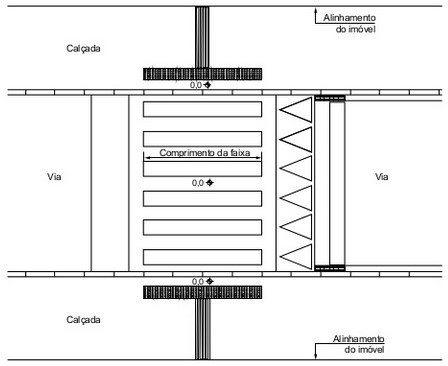 Alinhamento
do imóvel
Calçada
0,0
Comprimento da faixa
Via
0,0
Via
0,0
Calçada
Alinhamento
do imóvel